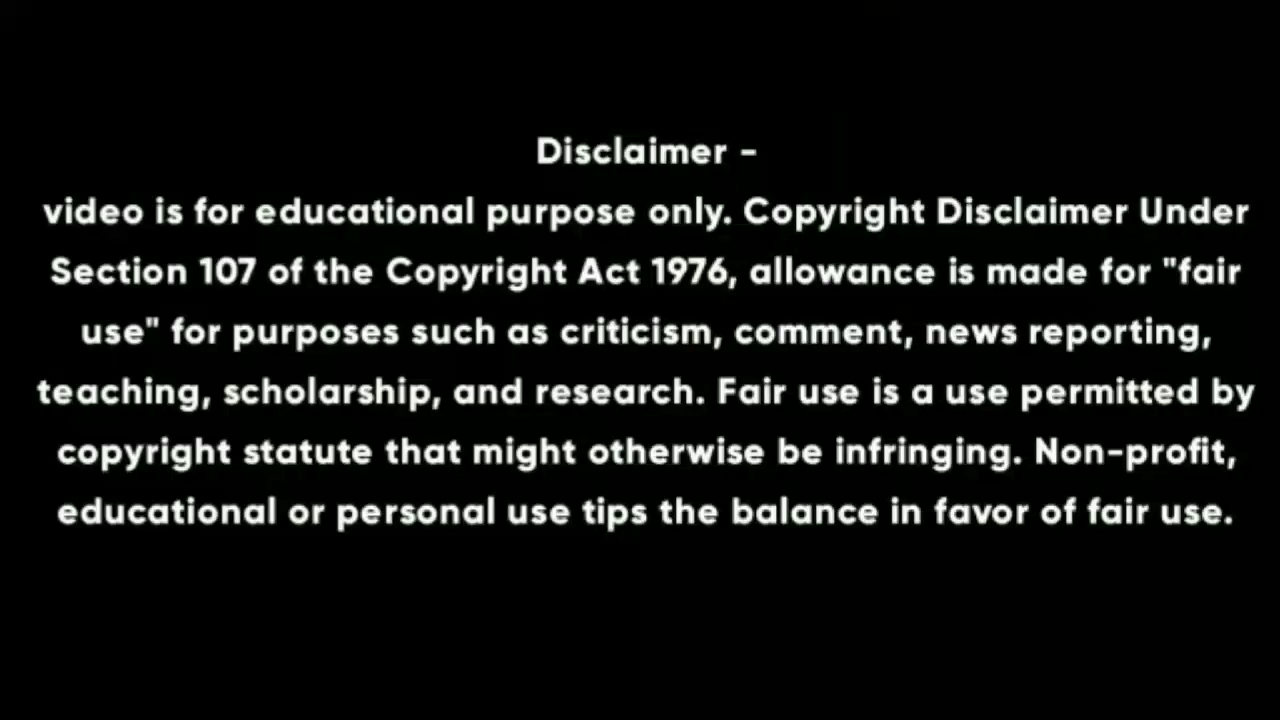 Disclaimer -
video is for educational purpose only. Copyright Disclaimer Under
Section 107 of the Copyright Act 1976, allowance is made for "fair
use" for purposes such as criticism, comment, news reporting,
teaching, scholarship, and research. Fair use is a use permitted by
copyright statute that might otherwise be infringing. Non-profit,
educational or personal use tips the balance in favor of fair use.